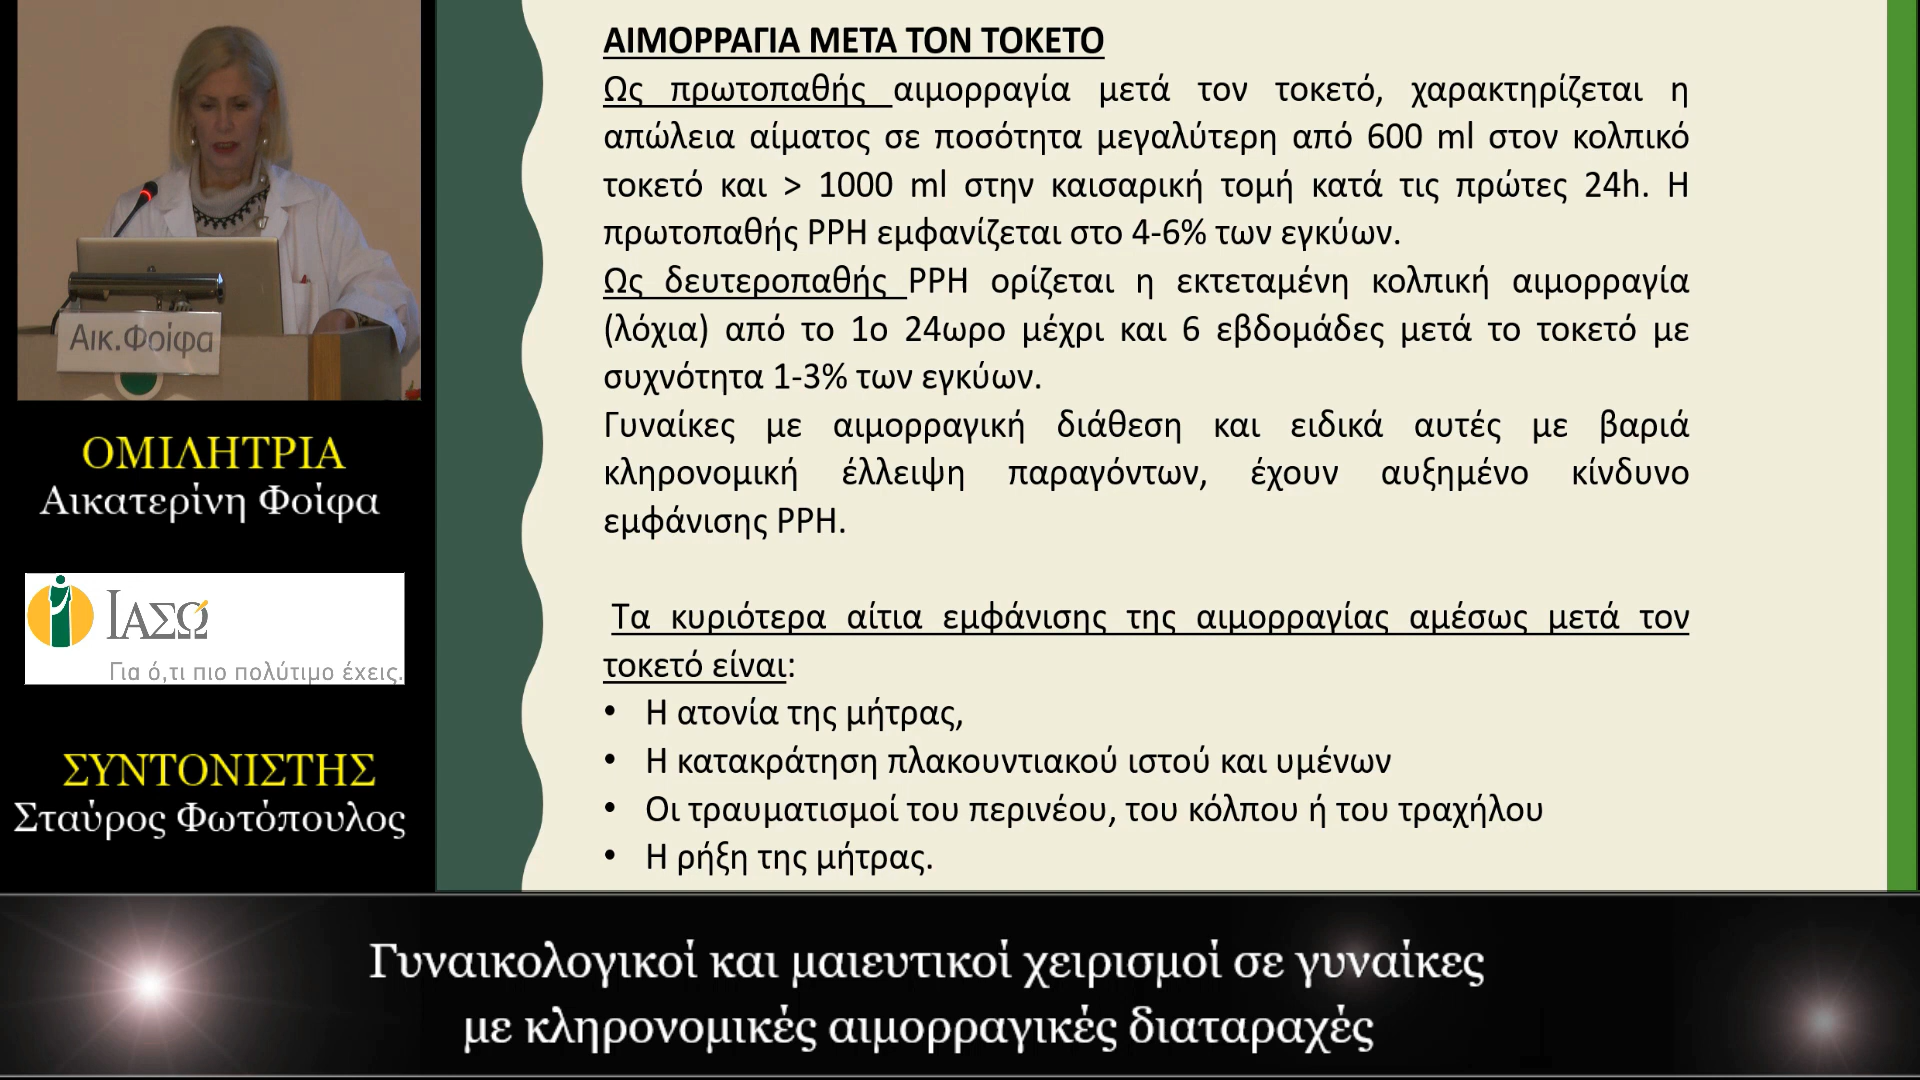 Αικ.Φοίφα
ΟΜΙΛΗΤΡΙΑ
Αικατερίνη Φοίφα
ΙΑΣΩ
Για ό,τι πιο πολύτιμο έχεις.
ΣΥΝΤΟΝΙΣΤΗΣ
Σταύρος Φωτόπουλος
ΑΙΜΟΡΡΑΓΙΑ ΜΕΤΑ ΤΟΝ ΤΟΚΕΤΟ
Ως πρωτοπαθής αιμορραγία μετά τον τοκετό, χαρακτηρίζεται η
απώλεια αίματος σε ποσότητα μεγαλύτερη από 600 ml στον κολπικό
τοκετό και > 1000 ml στην καισαρική τομή κατά τις πρώτες 24h. Η
πρωτοπαθής PPH εμφανίζεται στο 4-6% των εγκύων.
Ως δευτεροπαθής PPH ορίζεται η εκτεταμένη κολπική αιμορραγία
(λόχια) από το 1ο 24ωρο μέχρι και 6 εβδομάδες μετά το τοκετό με
συχνότητα 1-3% των εγκύων.
Γυναίκες με αιμορραγική διάθεση και ειδικά αυτές με βαριά
κληρονομική έλλειψη παραγόντων, έχουν αυξημένο κίνδυνο
εμφάνισης PPH.
Τα κυριότερα αίτια εμφάνισης της αιμορραγίας αμέσως μετά τον
τοκετό είναι:
• Η ατονία της μήτρας,
• Η κατακράτηση πλακουντιακού ιστού και υμένων
• Οι τραυματισμοί του περινέου, του κόλπου ή του τραχήλου
• Η ρήξη της μήτρας.
Γυναικολογικοί και μαιευτικοί χειρισμοί σε γυναίκες
με κληρονομικές αιμορραγικές διαταραχές